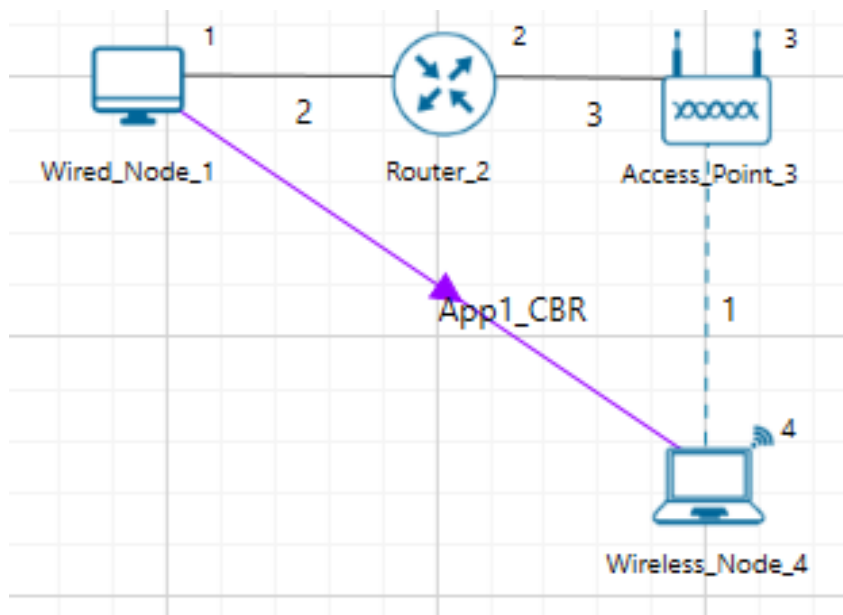 1
2
3
2
3
Wired_Node_1
Router_2
Access_Point_3
App1_CBR
1
4
Wireless_Node_4